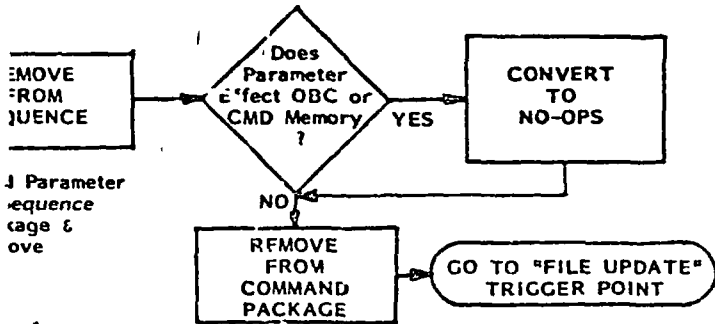 EMOVE
FROM
QUENCE
Does
Parameter
Effect OBC or
CMD Memory
?
YES
CONVERT
TO
NO-OPS
Parameter
equence
kage &
ove
NO
REMOVE
FROM
COMMAND
PACKAGE
GO TO "FILE UPDATE"
TRIGGER POINT